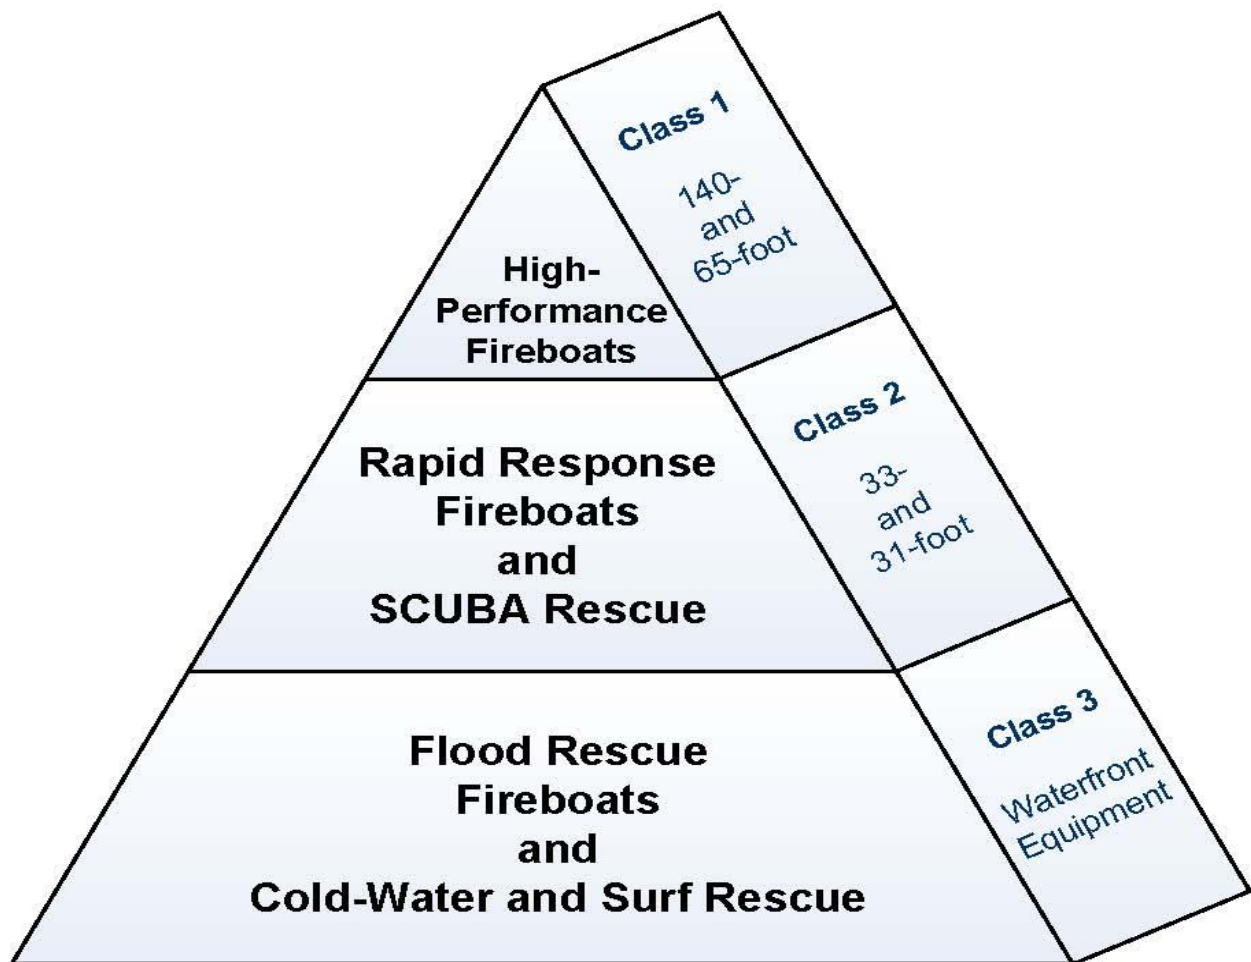 Class 1
140-
and
65-foot
High-
Performance
Fireboats
Class 2
33-
and
31-foot
Rapid Response
Fireboats
and
SCUBA Rescue
Class 3
Waterfront
Equipment
Flood Rescue
Fireboats
and
Cold-Water and Surf Rescue